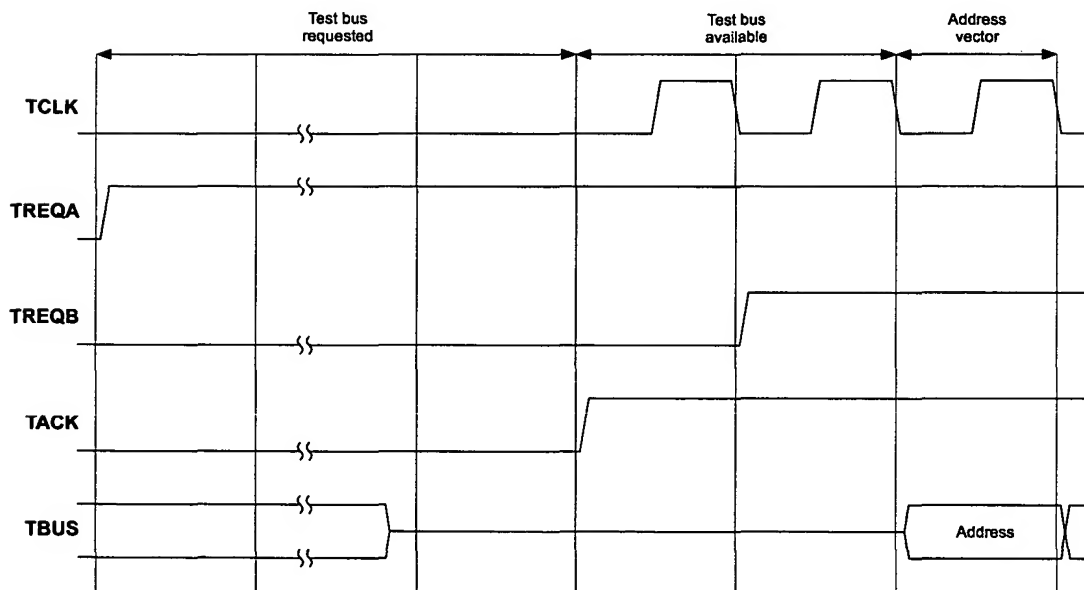 Test bus
requested
Test bus
available
Address
vector
TCLK
TREQA
TREQB
TACK
TBUS
Address